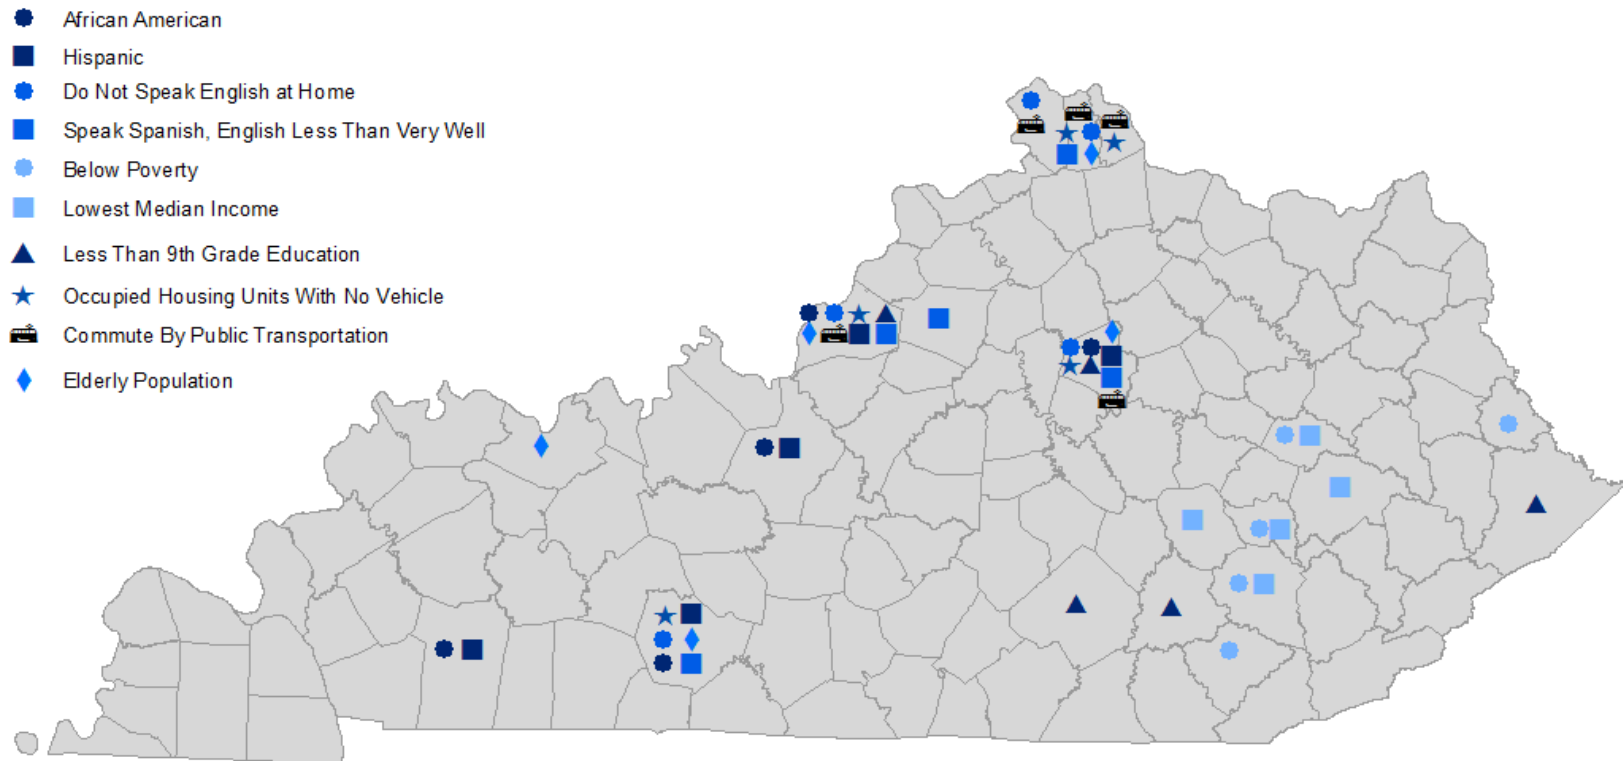 African American
Hispanic
Do Not Speak English at Home
Speak Spanish, English Less Than Very Well
Below Poverty
Lowest Median Income
Less Than 9th Grade Education
Occupied Housing Units With No Vehicle
Commute By Public Transportation
Elderly Population